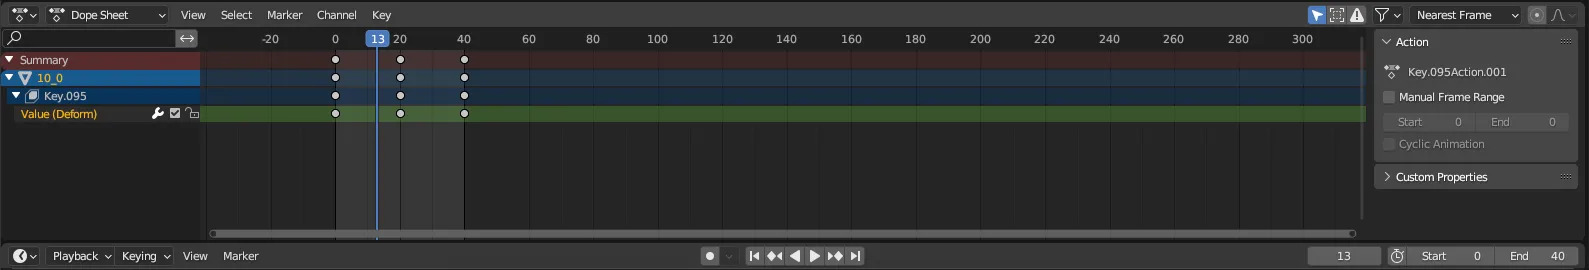 Dope Sheet View Select Marker Channel Key Nearest Frame
-20 0 13 20 40 60 80 100 120 140 160 180 200 220 240 260 280 300
Action
Summary
10_0
Key.095Action.001
Key.095
Manual Frame Range
Value (Deform)
Start 0 End 0
Cyclic Animation
Custom Properties
Playback Keying View Marker 13 Start 0 End 40